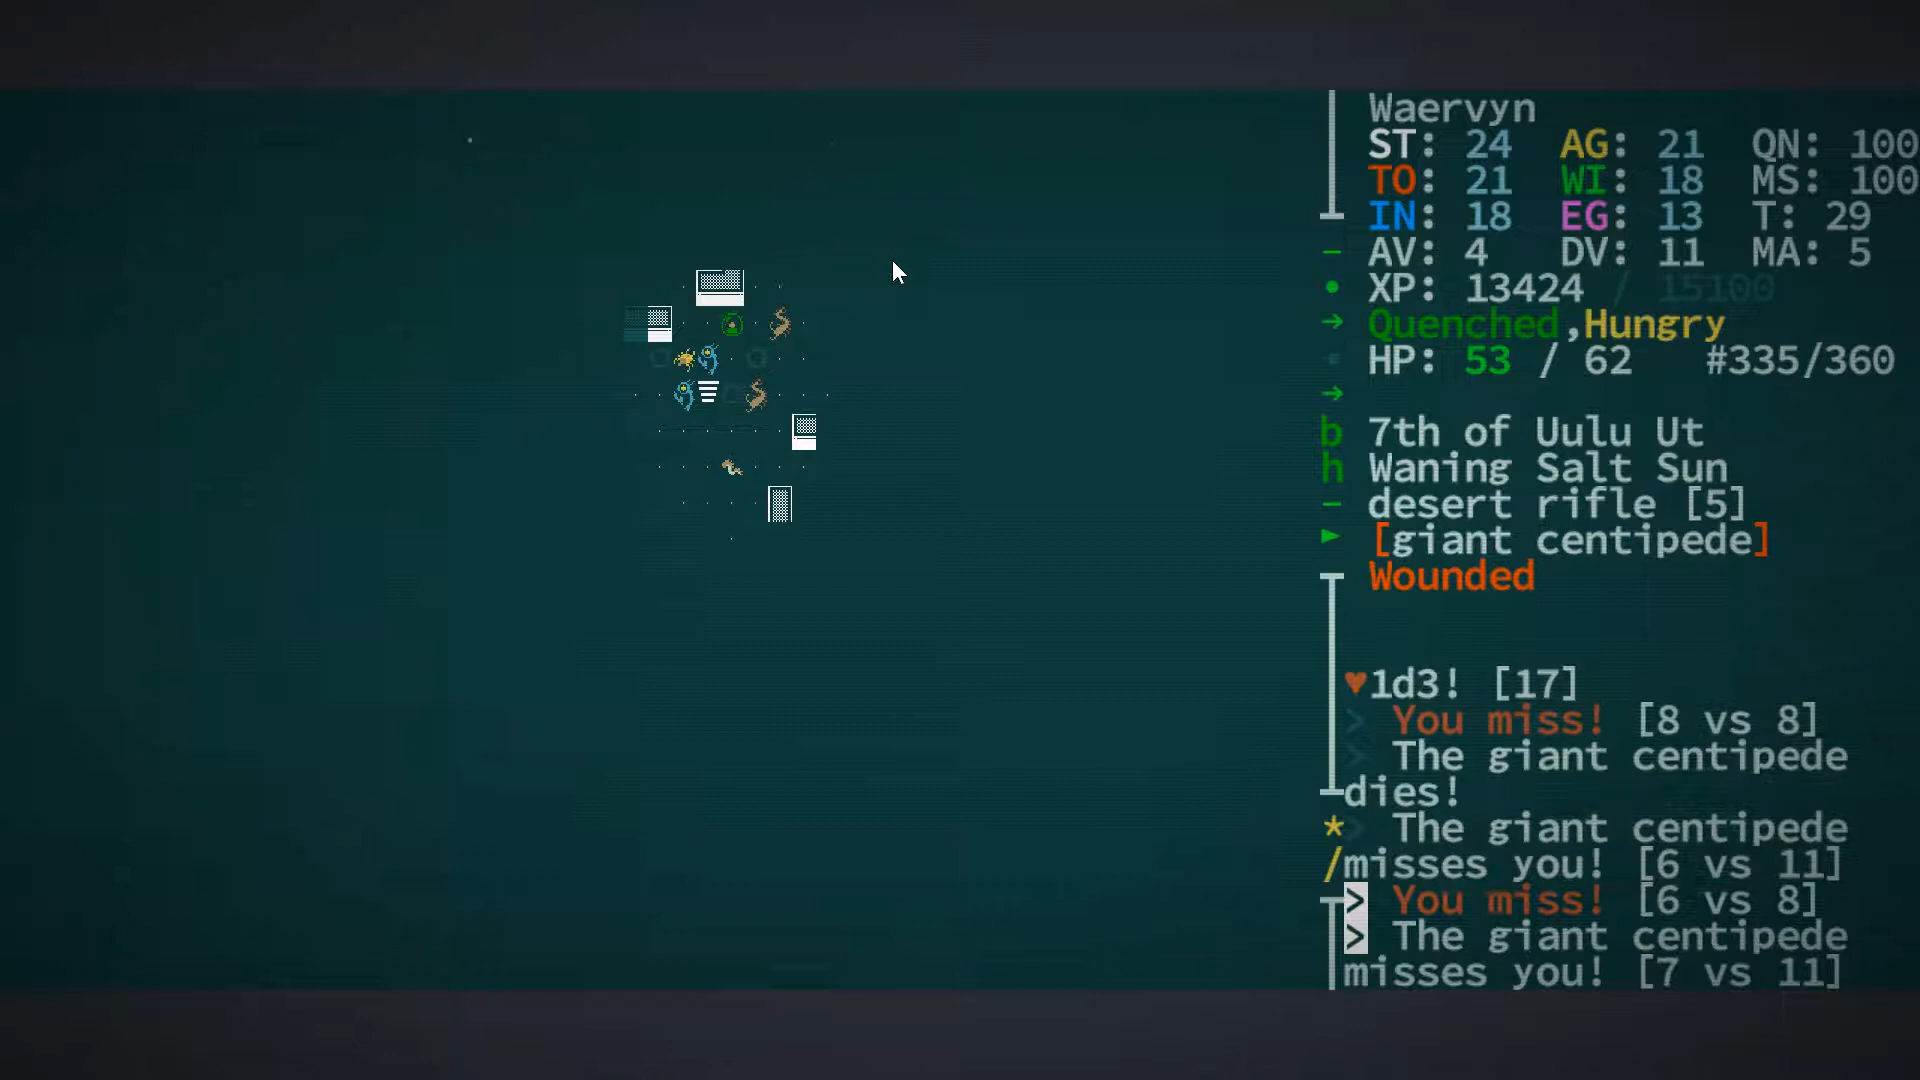 Waervyn
ST: 24 AG: 21 QN: 100
TO: 21 WI: 18 MS: 100
IN: 18 EG: 13 T: 29
AV: 4 DV: 11 MA: 5
XP: 13424 / 15100
Quenched,Hungry
HP: 53 / 62 #335/360
b 7th of Uulu Ut
h Waning Salt Sun
desert rifle [5]
[giant centipede]
Wounded
♥1d3! [17]
> You miss! [8 vs 8]
> The giant centipede
dies!
> The giant centipede
misses you! [6 vs 11]
> You miss! [6 vs 8]
> The giant centipede
misses you! [7 vs 11]